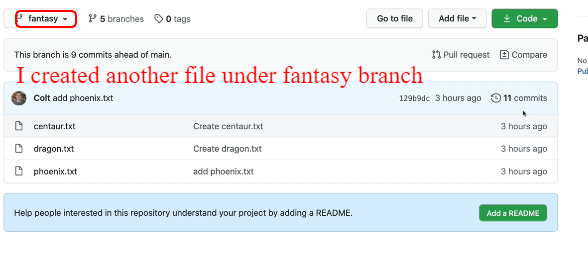 fantasy 5 branches 0 tags Go to file Add file Code
Pa
This branch is 9 commits ahead of main. Pull request Compare
No
Pub
I created another file under fantasy branch
Colt add phoenix.txt 129b9dc 3 hours ago 11 commits
centaur.txt Create centaur.txt 3 hours ago
dragon.txt Create dragon.txt 3 hours ago
phoenix.txt add phoenix.txt 3 hours ago
Help people interested in this repository understand your project by adding a README. Add a README